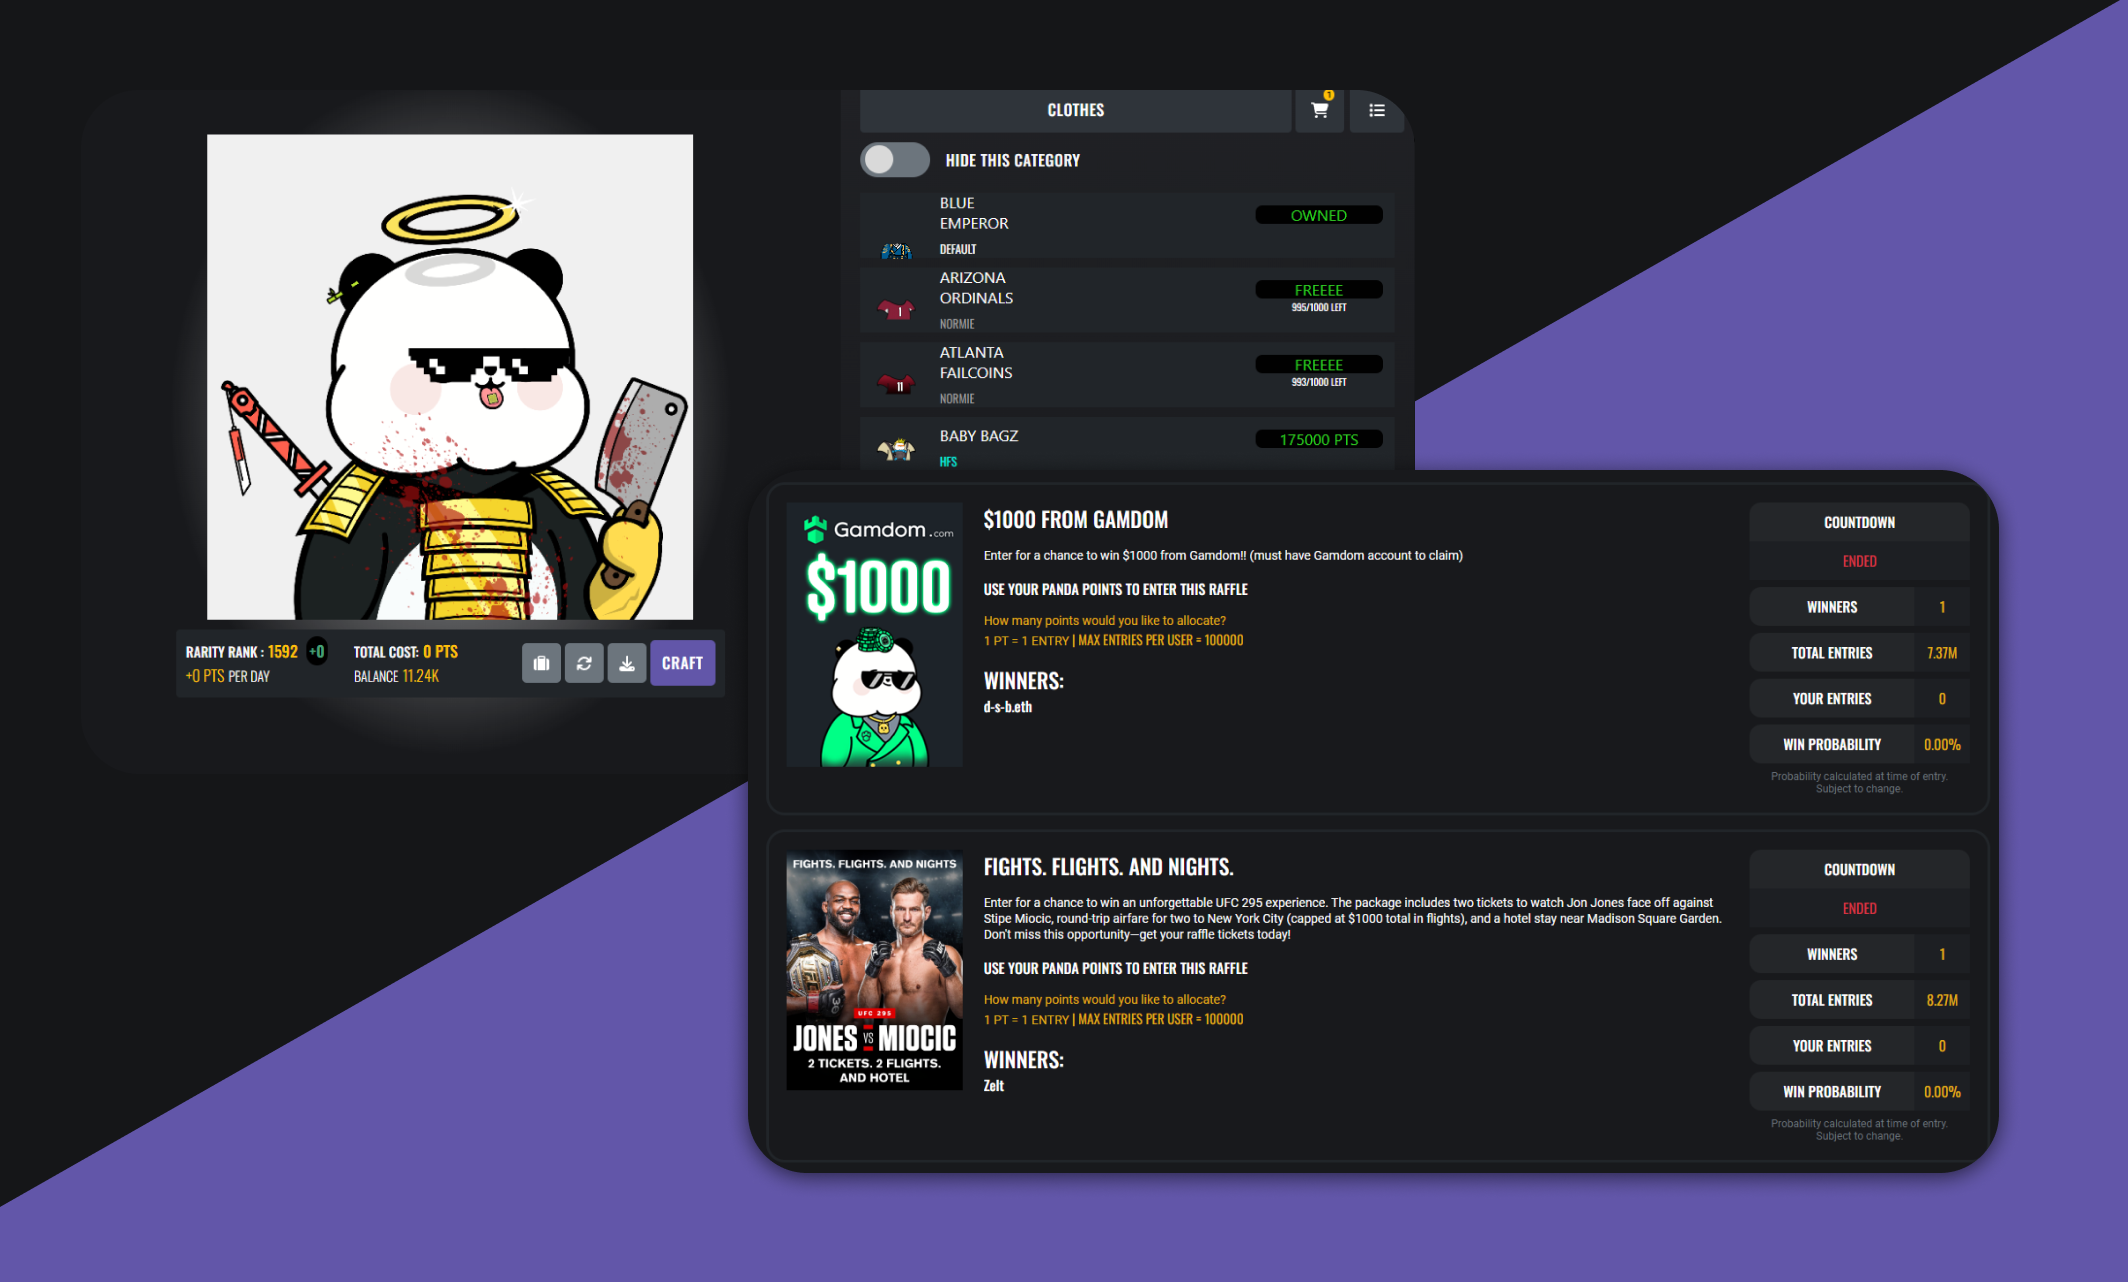 CLOTHES
1
HIDE THIS CATEGORY
BLUE
EMPEROR
DEFAULT
OWNED
ARIZONA
ORDINALS
NORMIE
FREEEE
995/1000 LEFT
1
ATLANTA
FAILCOINS
NORMIE
FREEEE
993/1000 LEFT
11
BABY BAGZ
HFS
175000 PTS
RARITY RANK : 1592 +0
+0 PTS PER DAY
TOTAL COST: 0 PTS
BALANCE 11.24K
CRAFT
Gamdom.com
$1000
$1000 FROM GAMDOM
Enter for a chance to win $1000 from Gamdom!! (must have Gamdom account to claim)
USE YOUR PANDA POINTS TO ENTER THIS RAFFLE
How many points would you like to allocate?
1 PT = 1 ENTRY | MAX ENTRIES PER USER = 100000
WINNERS:
d-s-b.eth
COUNTDOWN
ENDED
WINNERS 1
TOTAL ENTRIES 7.37M
YOUR ENTRIES 0
WIN PROBABILITY 0.00%
Probability calculated at time of entry.
Subject to change.
FIGHTS. FLIGHTS. AND NIGHTS
UFC 295
JONES VS MIOCIC
2 TICKETS. 2 FLIGHTS.
AND HOTEL
FIGHTS. FLIGHTS. AND NIGHTS.
Enter for a chance to win an unforgettable UFC 295 experience. The package includes two tickets to watch Jon Jones face off against
Stipe Miocic, round-trip airfare for two to New York City (capped at $1000 total in flights), and a hotel stay near Madison Square Garden.
Don't miss this opportunity—get your raffle tickets today!
USE YOUR PANDA POINTS TO ENTER THIS RAFFLE
How many points would you like to allocate?
1 PT = 1 ENTRY | MAX ENTRIES PER USER = 100000
WINNERS:
Zelt
COUNTDOWN
ENDED
WINNERS 1
TOTAL ENTRIES 8.27M
YOUR ENTRIES 0
WIN PROBABILITY 0.00%
Probability calculated at time of entry.
Subject to change.